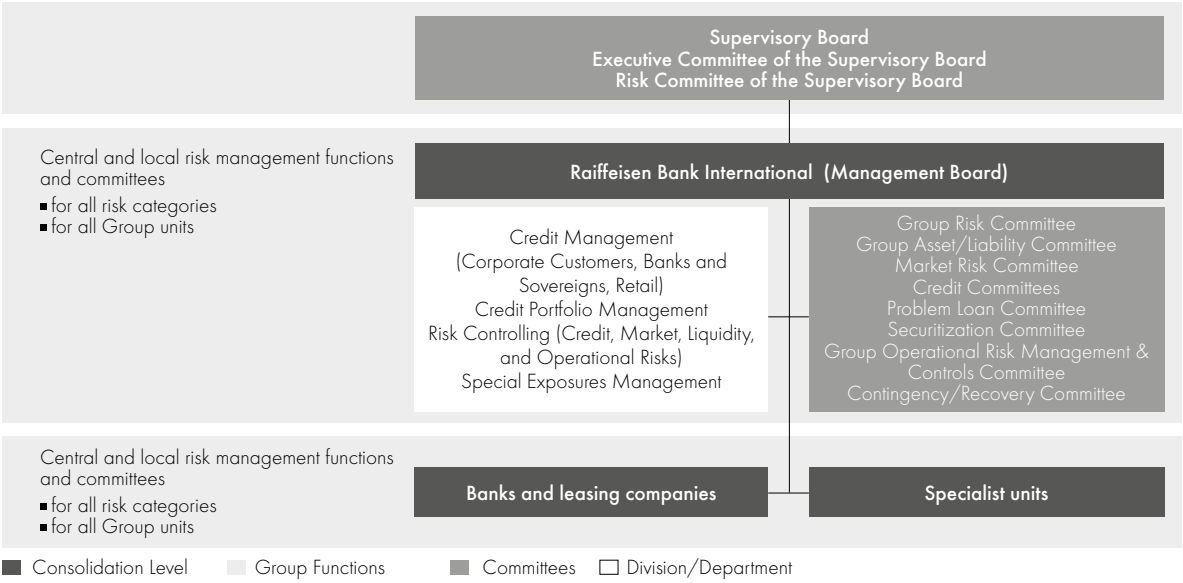 Supervisory Board
Executive Committee of the Supervisory Board
Risk Committee of the Supervisory Board
Central and local risk management functions
and committees
▪ for all risk categories
▪ for all Group units
Raiffeisen Bank International (Management Board)
Credit Management
(Corporate Customers, Banks and
Sovereigns, Retail)
Credit Portfolio Management
Risk Controlling (Credit, Market, Liquidity,
and Operational Risks)
Special Exposures Management
Group Risk Committee
Group Asset/Liability Committee
Market Risk Committee
Credit Committees
Problem Loan Committee
Securitization Committee
Group Operational Risk Management &
Controls Committee
Contingency/Recovery Committee
Central and local risk management functions
and committees
▪ for all risk categories
▪ for all Group units
Banks and leasing companies
Specialist units
Consolidation Level
Group Functions
Committees
Division/Department